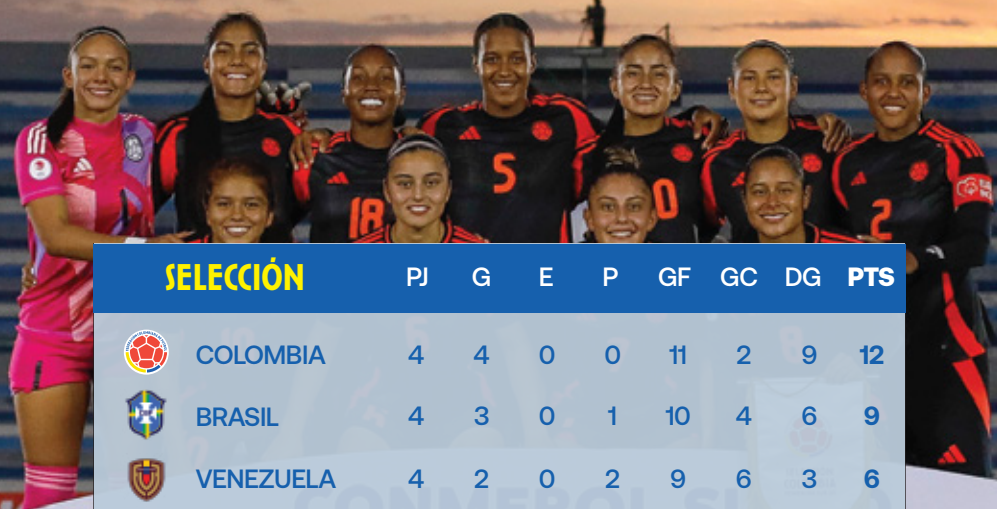 5
18
0
2
SELECCIÓN PJ G E P GF GC DG PTS
COLOMBIA 4 4 0 0 11 2 9 12
BRASIL 4 3 0 1 10 4 6 9
VENEZUELA 4 2 0 2 9 6 3 6
CONMEBOL